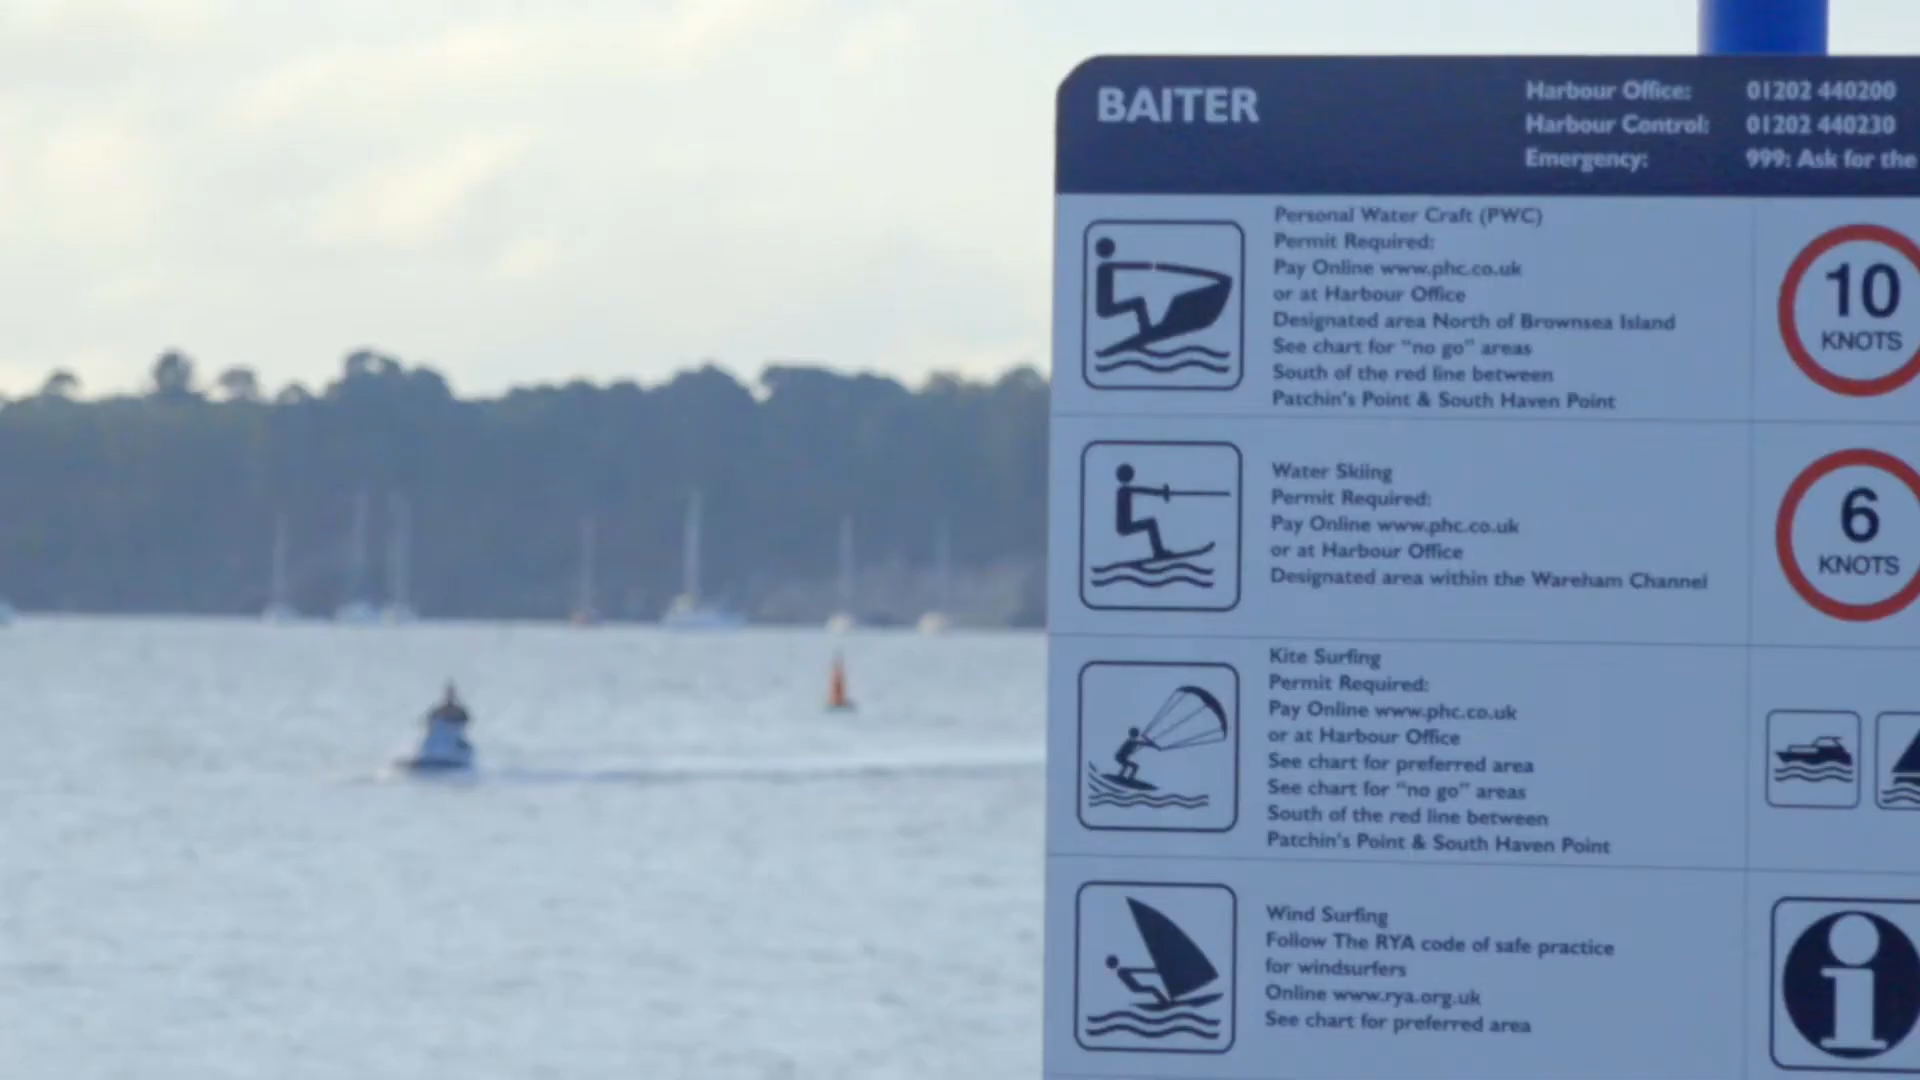 BAITER
Harbour Office: 01202 440200
Harbour Control: 01202 440230
Emergency: 999: Ask for the
Personal Water Craft (PWC)
Permit Required:
Pay Online www.phc.co.uk
or at Harbour Office
Designated area North of Brownsea Island
See chart for “no go” areas
South of the red line between
Patchin's Point & South Haven Point
10
KNOTS
Water Skiing
Permit Required:
Pay Online www.phc.co.uk
or at Harbour Office
Designated area within the Wareham Channel
6
KNOTS
Kite Surfing
Permit Required:
Pay Online www.phc.co.uk
or at Harbour Office
See chart for preferred area
See chart for “no go” areas
South of the red line between
Patchin's Point & South Haven Point
Wind Surfing
Follow The RYA code of safe practice
for windsurfers
Online www.rya.org.uk
See chart for preferred area
i